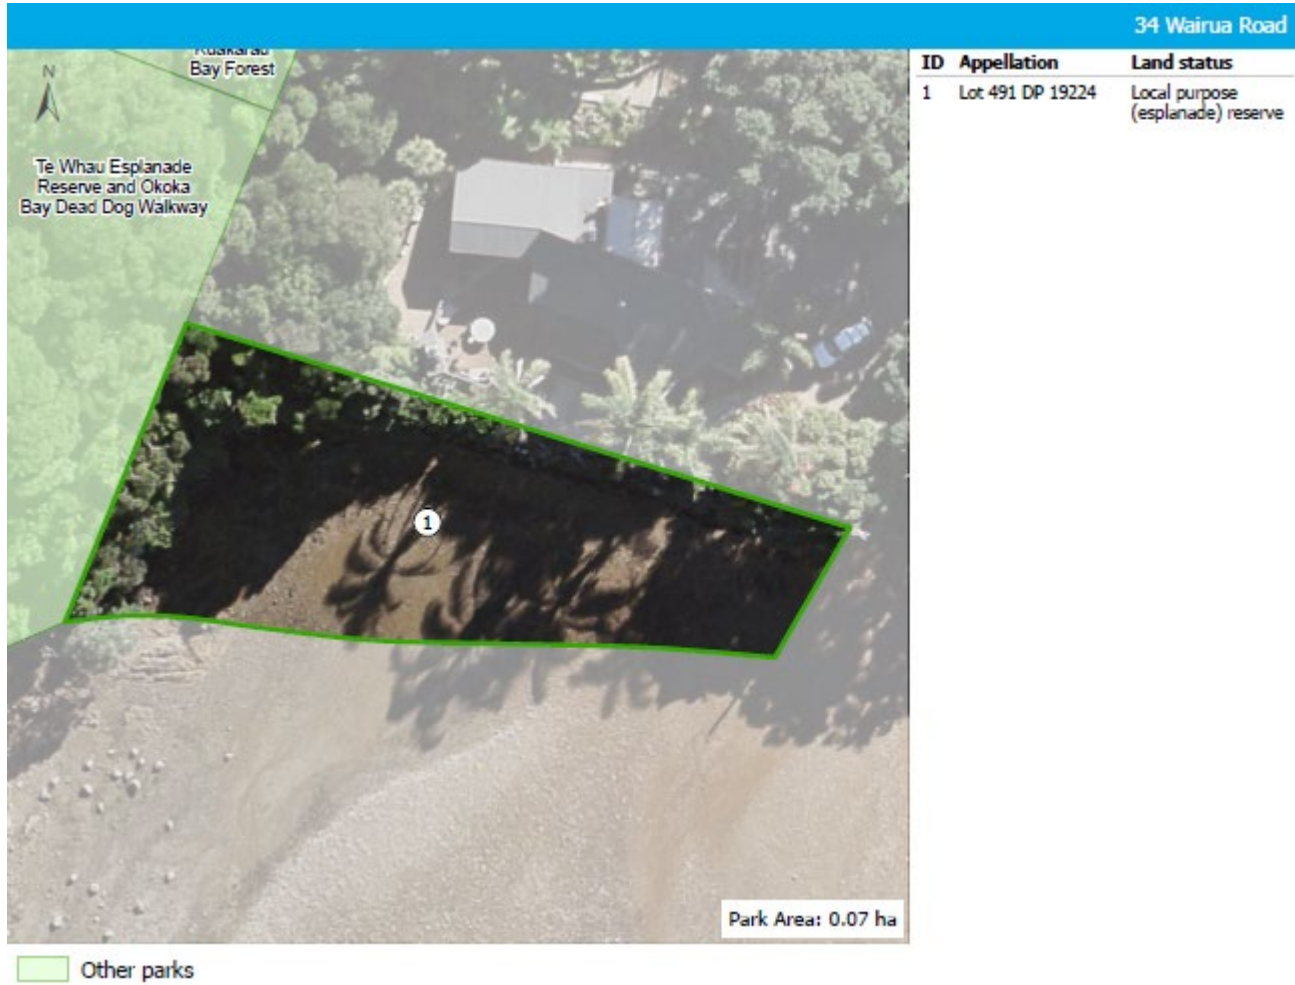 34 Wairua Road
N
Ruakarau
Bay Forest
Te Whau Esplanade
Reserve and Okoka
Bay Dead Dog Walkway
1
Park Area: 0.07 ha
Other parks
ID Appellation Land status
1 Lot 491 DP 19224 Local purpose
(esplanade) reserve